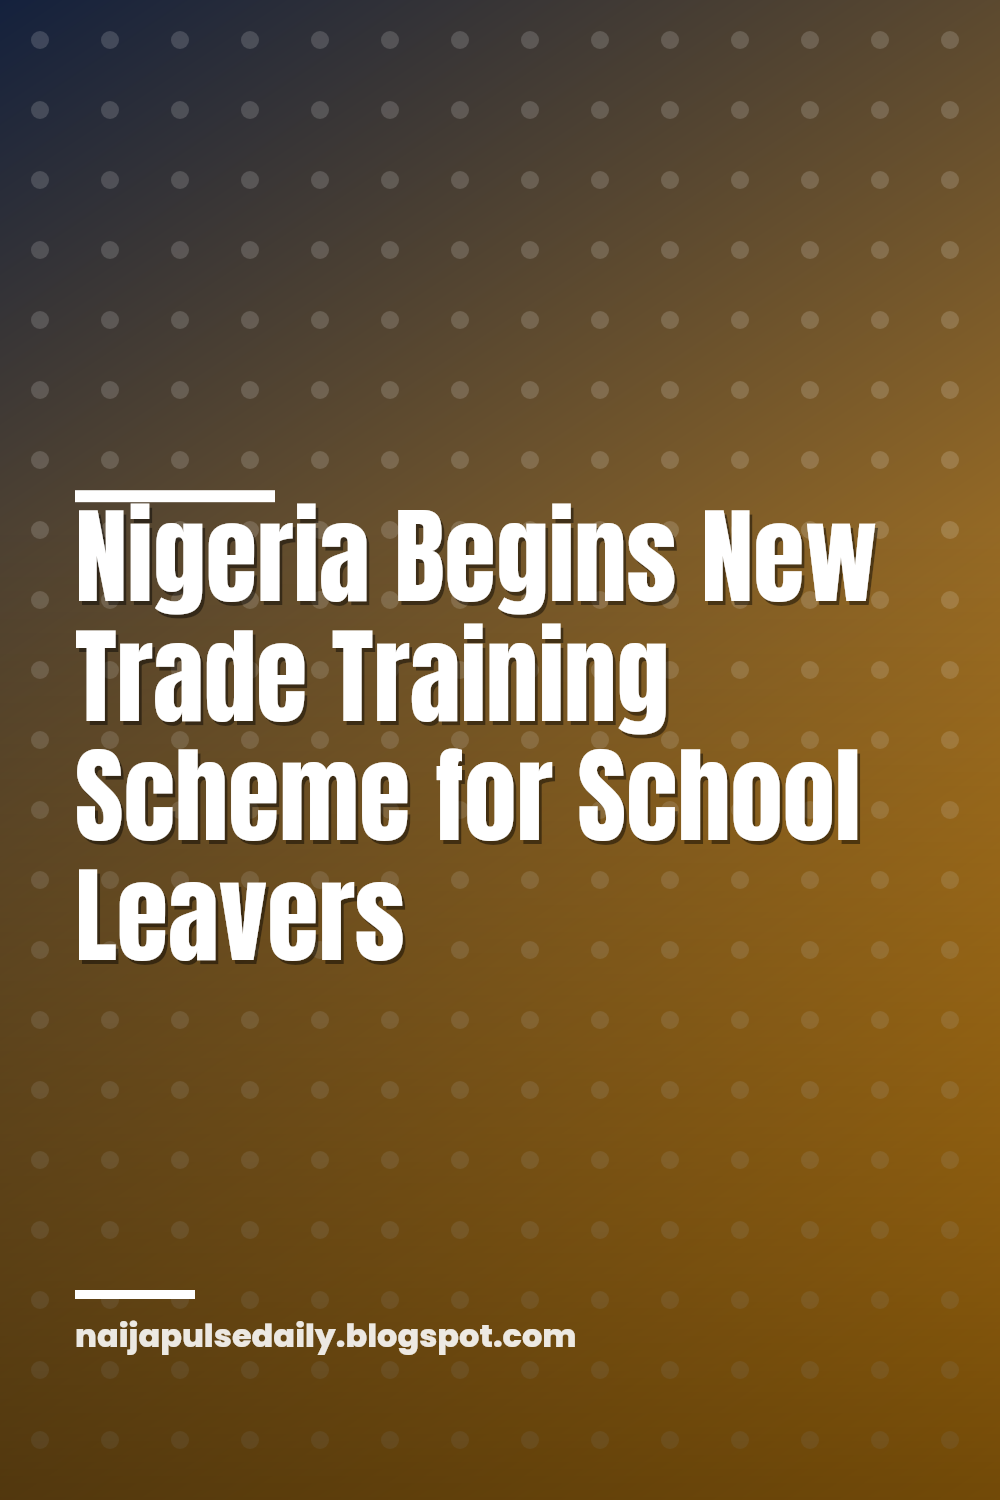 Nigeria Begins New
Trade Training
Scheme for School
Leavers
naijapulsedaily.blogspot.com